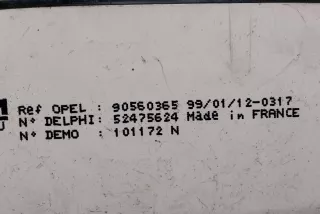 Ref OPEL : 90560365 99/01/12-0317
N° DELPHI: 52475624 Made in FRANCE
N° DEMO : 101172 N